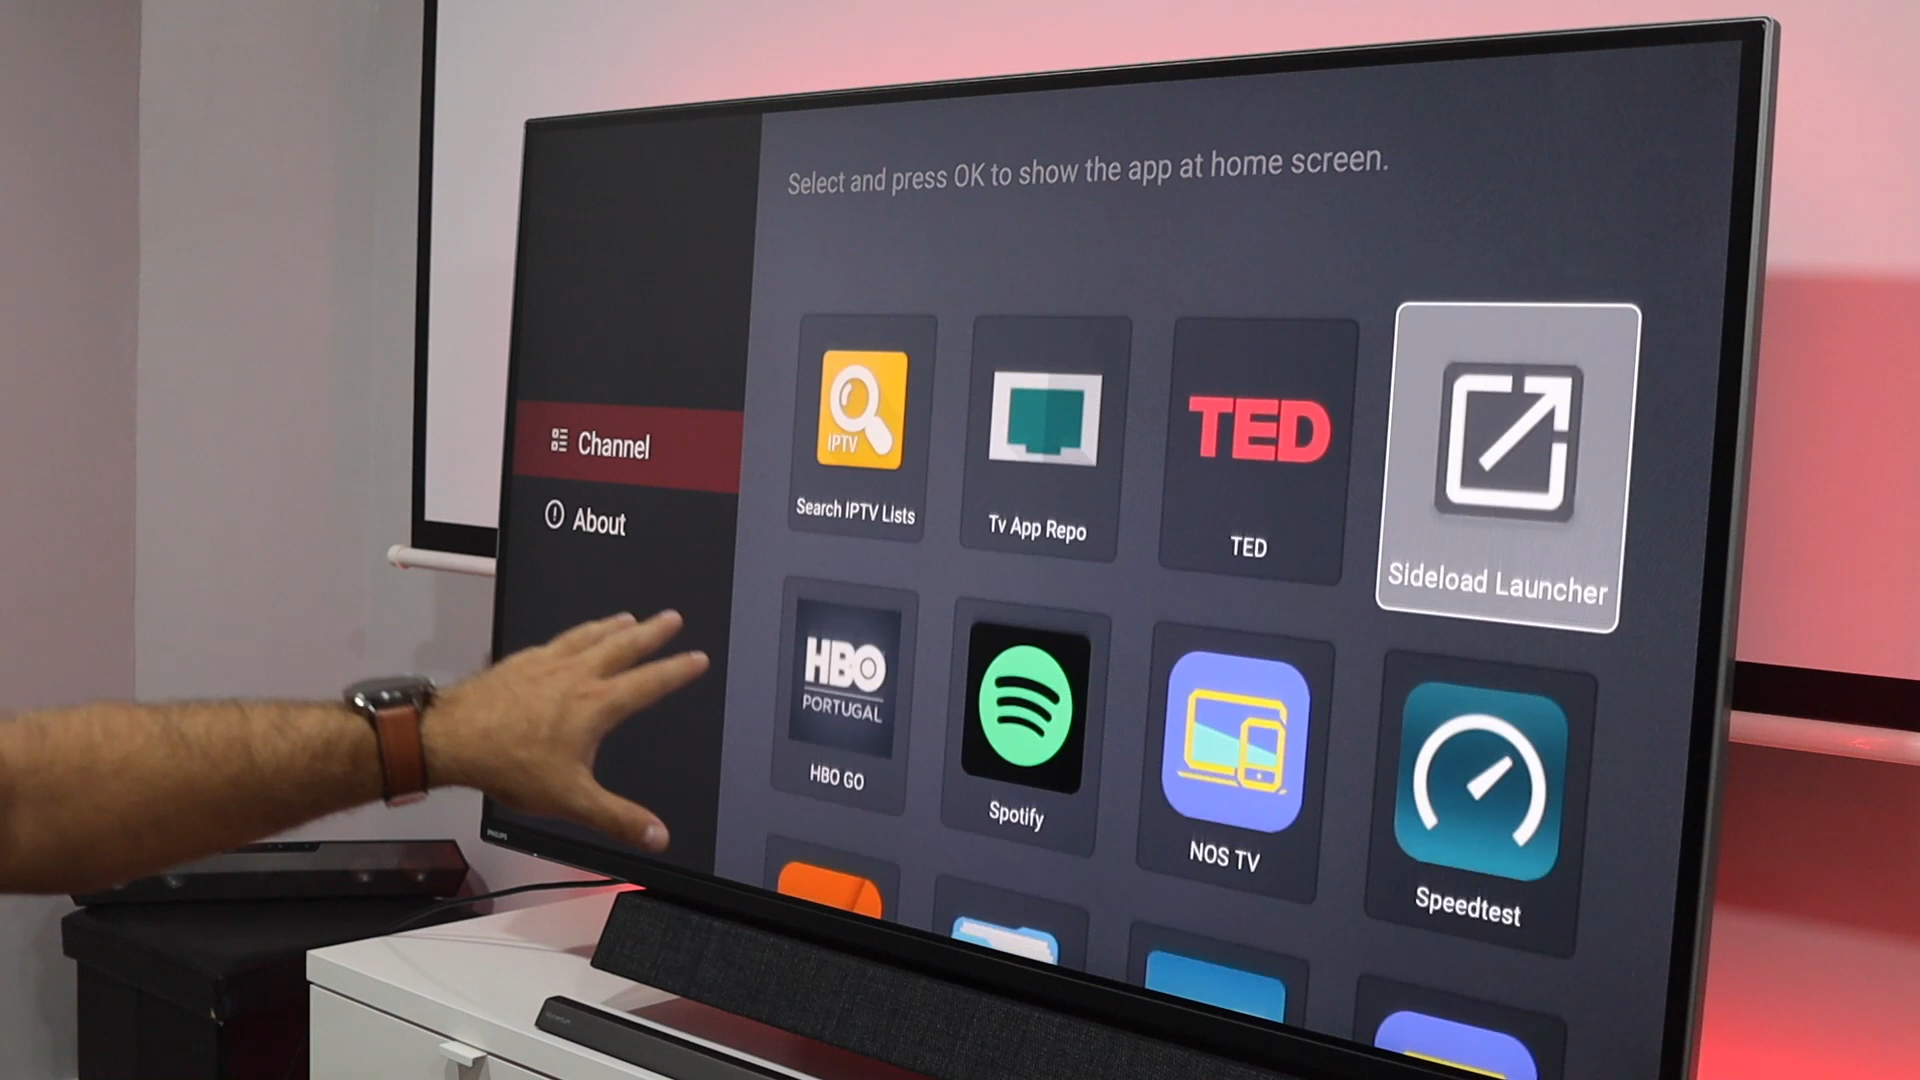 Select and press OK to show the app at home screen.
Channel
About
IPTV
Search IPTV Lists
Tv App Repo
TED
TED
Sideload Launcher
HBO
PORTUGAL
HBO GO
Spotify
NOS TV
Speedtest
PHILIPS